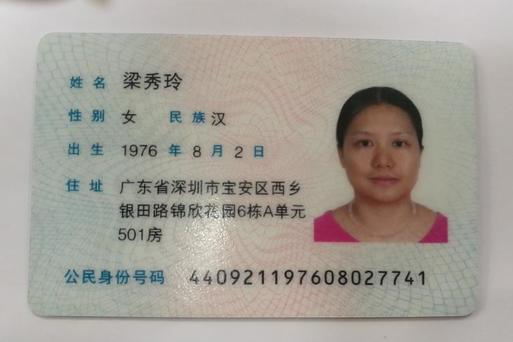 姓名 梁秀玲
性别 女 民族 汉
出生 1976 年 8 月 2 日
住址 广东省深圳市宝安区西乡
银田路锦欣花园6栋A单元
501房
公民身份号码 440921197608027741